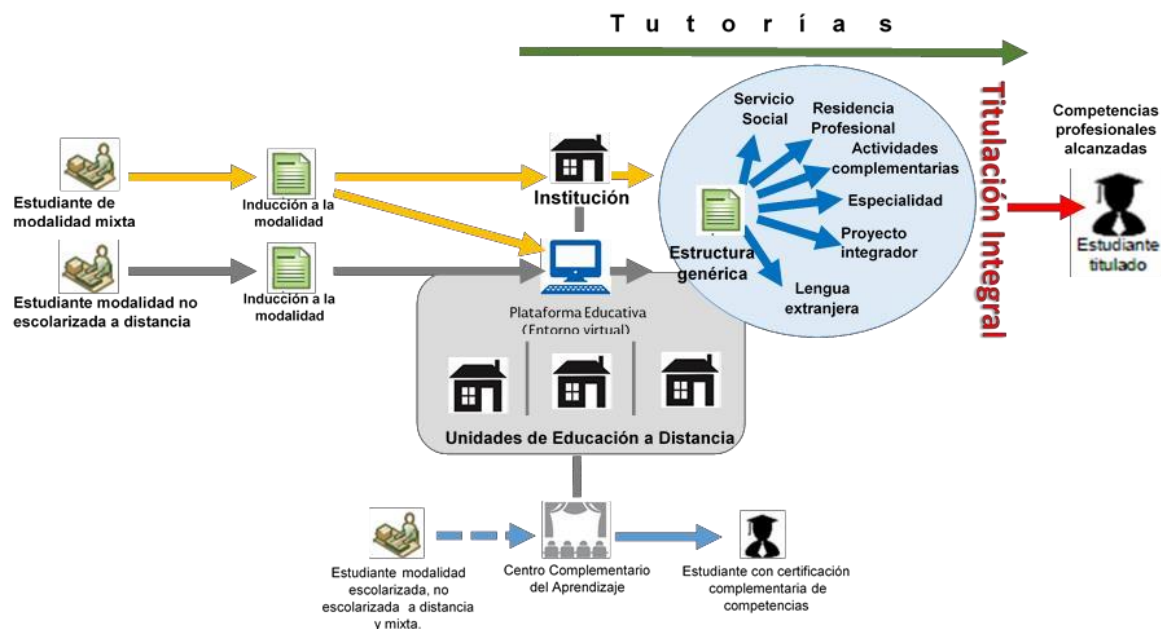 Tutorías
Estudiante de
modalidad mixta
Inducción a la
modalidad
Institución
Estudiante modalidad no
escolarizada a distancia
Inducción a la
modalidad
Plataforma Educativa
(Entorno virtual)
Unidades de Educación a Distancia
Servicio
Social
Residencia
Profesional
Actividades
complementarias
Especialidad
Proyecto
integrador
Lengua
extranjera
Estructura
genérica
Titulación Integral
Competencias
profesionales
alcanzadas
Estudiante
titulado
Estudiante modalidad
escolarizada, no
escolarizada a distancia
y mixta.
Centro Complementario
del Aprendizaje
Estudiante con certificación
complementaria de
competencias